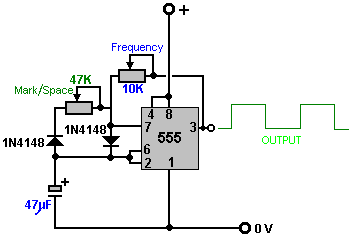 +
Frequency
47K
10K
Mark/Space
4 8
1N4148
7
555
3
1N4148
OUTPUT
6
2
1
+
47µF
0 V